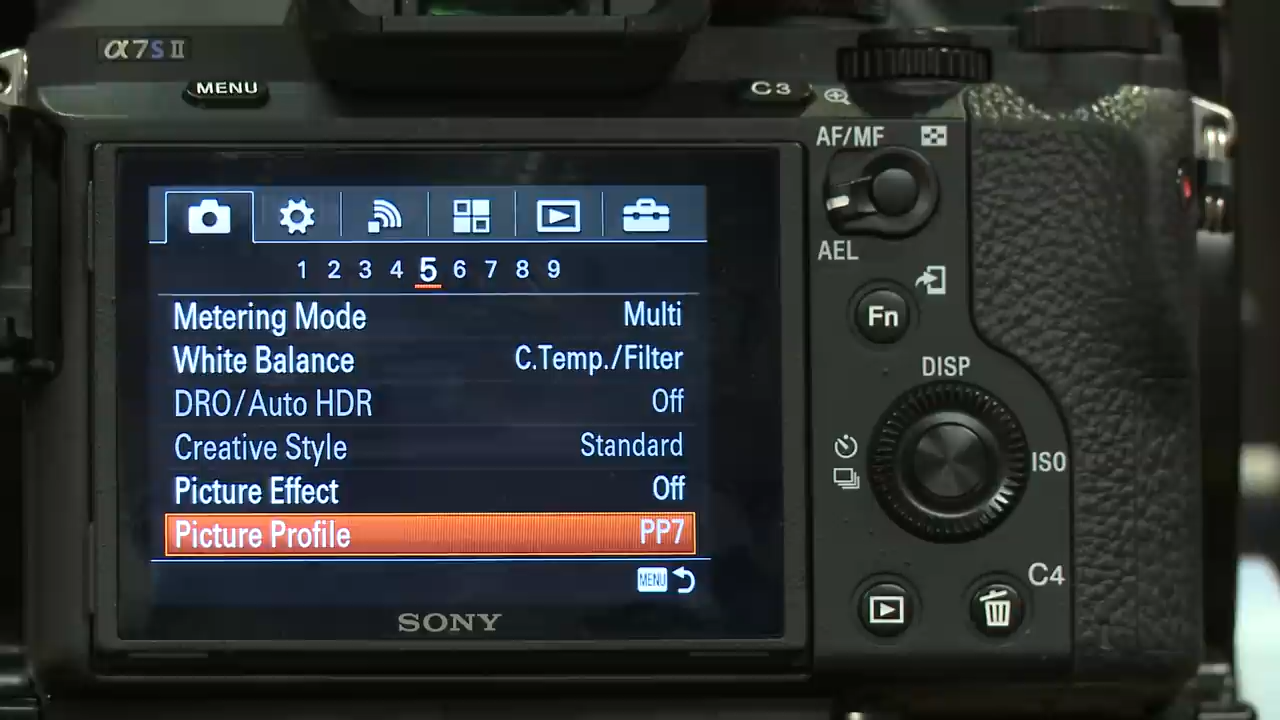 α7SII
MENU
C3
AF/MF
1 2 3 4 5 6 7 8 9
AEL
Metering Mode Multi
Fn
White Balance C.Temp./Filter
DISP
DRO/Auto HDR Off
Creative Style Standard
ISO
Picture Effect Off
Picture Profile PP7
MENU
C4
SONY